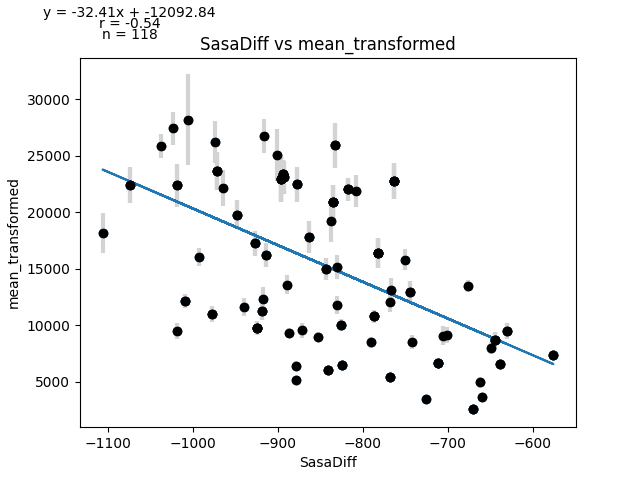 y = -32.41x + -12092.84
r = -0.54
n = 118
SasaDiff vs mean_transformed
30000
25000
20000
15000
10000
5000
mean_transformed
−1100 −1000 −900 −800 −700 −600
SasaDiff